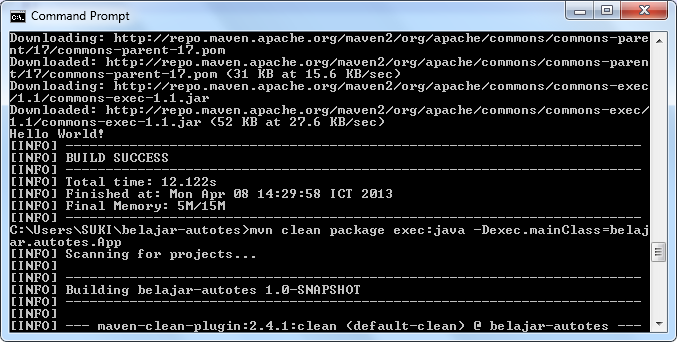 Command Prompt
Downloading: http://repo.maven.apache.org/maven2/org/apache/commons/commons-pare
nt/17/commons-parent-17.pom
Downloaded: http://repo.maven.apache.org/maven2/org/apache/commons/commons-paren
t/17/commons-parent-17.pom (31 KB at 15.6 KB/sec)
Downloading: http://repo.maven.apache.org/maven2/org/apache/commons/commons-exec
/1.1/commons-exec-1.1.jar
Downloaded: http://repo.maven.apache.org/maven2/org/apache/commons/commons-exec/
1.1/commons-exec-1.1.jar (52 KB at 27.6 KB/sec)
Hello World!
[INFO] ------------------------------------------------------------------------
[INFO] BUILD SUCCESS
[INFO] ------------------------------------------------------------------------
[INFO] Total time: 12.122s
[INFO] Finished at: Mon Apr 08 14:29:58 ICT 2013
[INFO] Final Memory: 5M/15M
[INFO] ------------------------------------------------------------------------
C:\Users\SUKI\belajar-autotes>mvn clean package exec:java -Dexec.mainClass=belaj
ar.autotes.App
[INFO] Scanning for projects...
[INFO]
[INFO] ------------------------------------------------------------------------
[INFO] Building belajar-autotes 1.0-SNAPSHOT
[INFO] ------------------------------------------------------------------------
[INFO]
[INFO] --- maven-clean-plugin:2.4.1:clean (default-clean) @ belajar-autotes ---